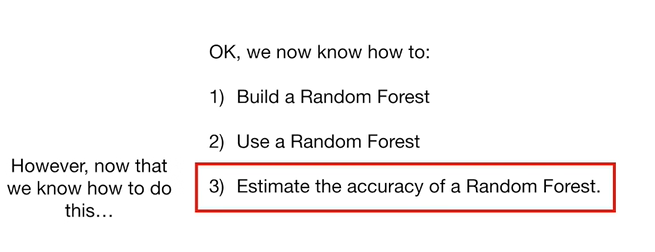 OK, we now know how to:
1) Build a Random Forest
2) Use a Random Forest
3) Estimate the accuracy of a Random Forest.
However, now that
we know how to do
this…